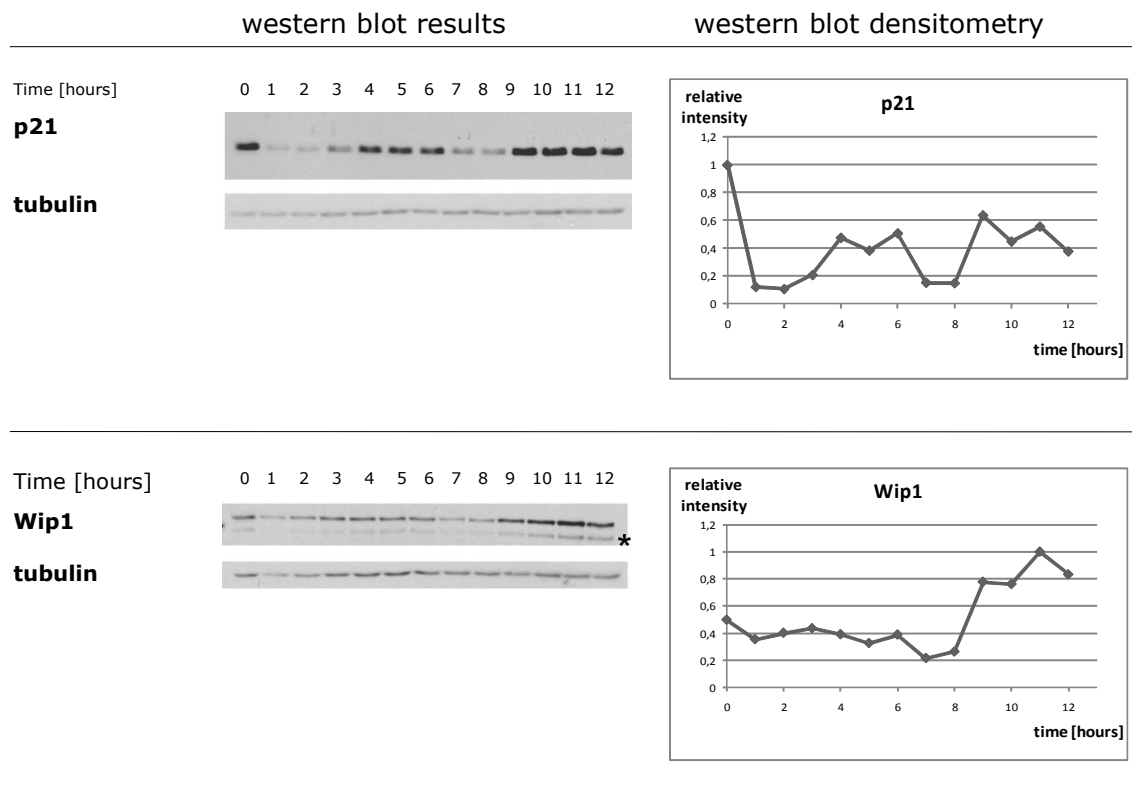 western blot results western blot densitometry
Time [hours] 0 1 2 3 4 5 6 7 8 9 10 11 12
p21
tubulin
relative intensity
p21
1,2
1
0,8
0,6
0,4
0,2
0
0 2 4 6 8 10 12
time [hours]
Time [hours] 0 1 2 3 4 5 6 7 8 9 10 11 12
Wip1
*
tubulin
relative intensity
Wip1
1,2
1
0,8
0,6
0,4
0,2
0
0 2 4 6 8 10 12
time [hours]